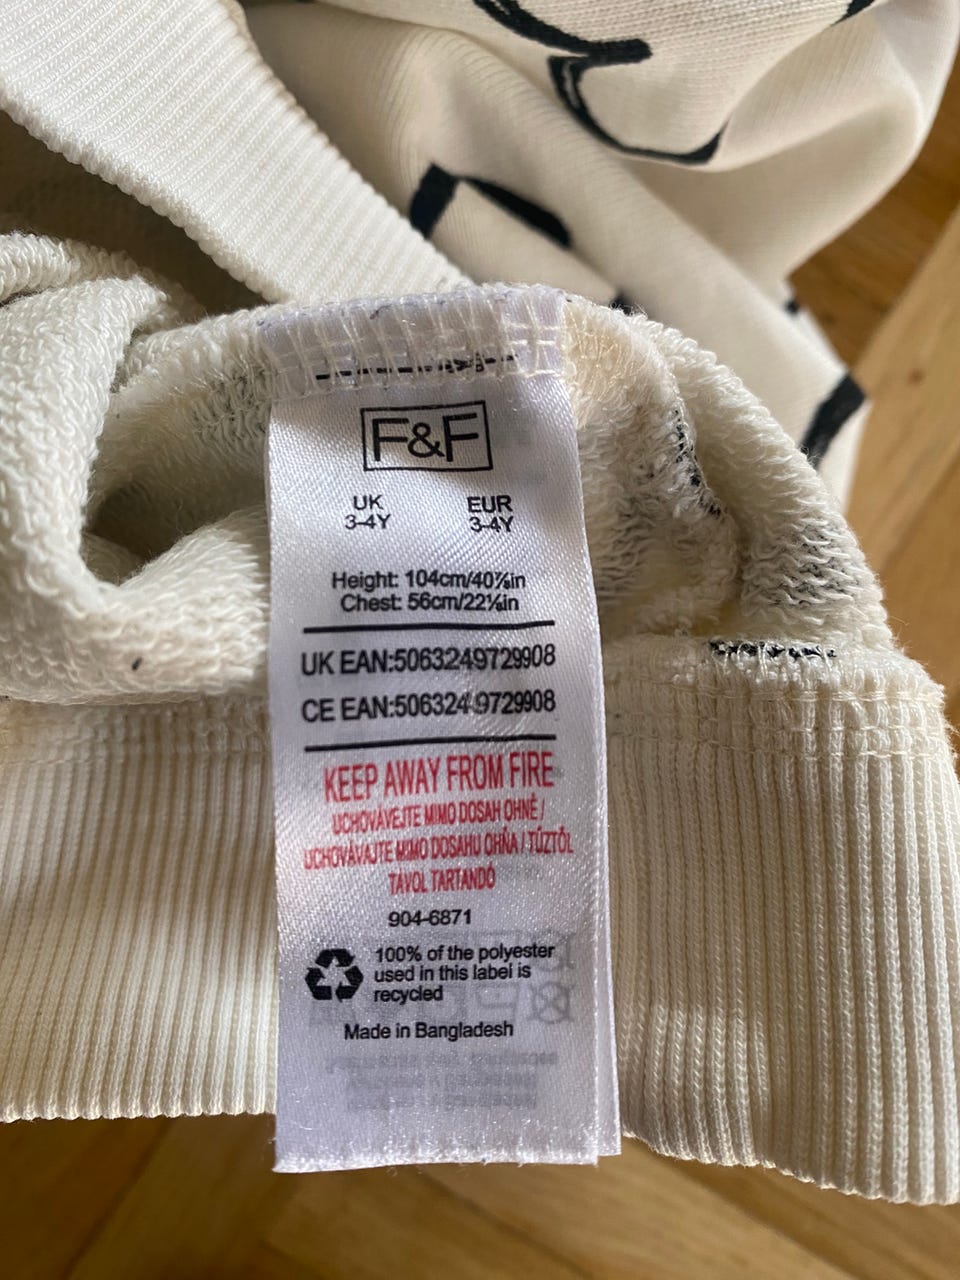 F&F
UK EUR
3-4Y 3-4Y
Height: 104cm/40⅞in
Chest: 56cm/22⅛in
UK EAN:5063249729908
CE EAN:5063249729908
KEEP AWAY FROM FIRE
UCHOVÁVEJTE MIMO DOSAH OHNĚ /
UCHOVÁVAJTE MIMO DOSAHU OHŇA / TŰZTŐL
TÁVOL TARTANDÓ
904-6871
100% of the polyester
used in this label is
recycled
Made in Bangladesh